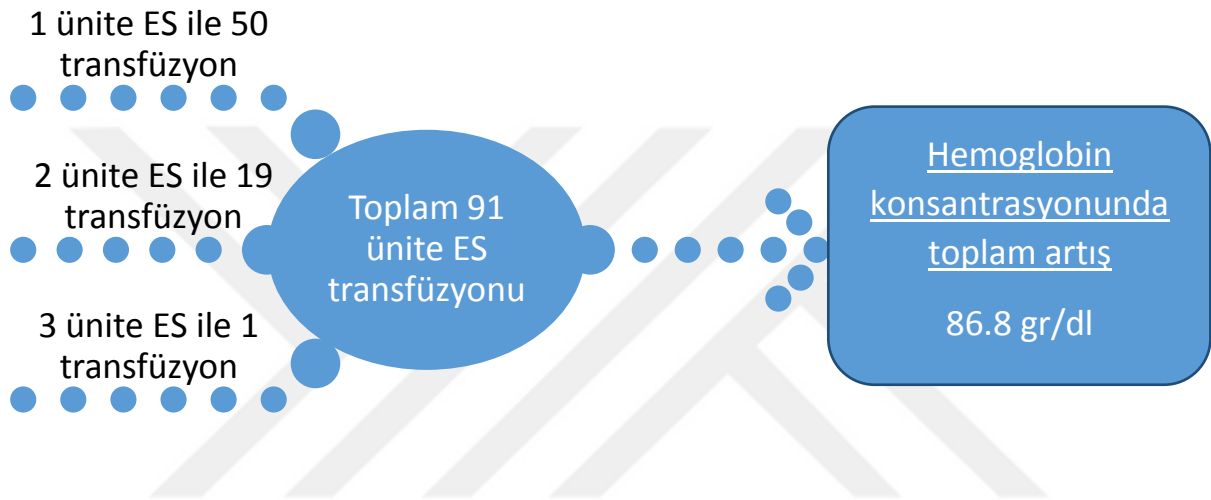 1 ünite ES ile 50
transfüzyon
2 ünite ES ile 19
transfüzyon
3 ünite ES ile 1
transfüzyon
Toplam 91
ünite ES
transfüzyonu
Hemoglobin
konsantrasyonunda
toplam artış
86.8 gr/dl